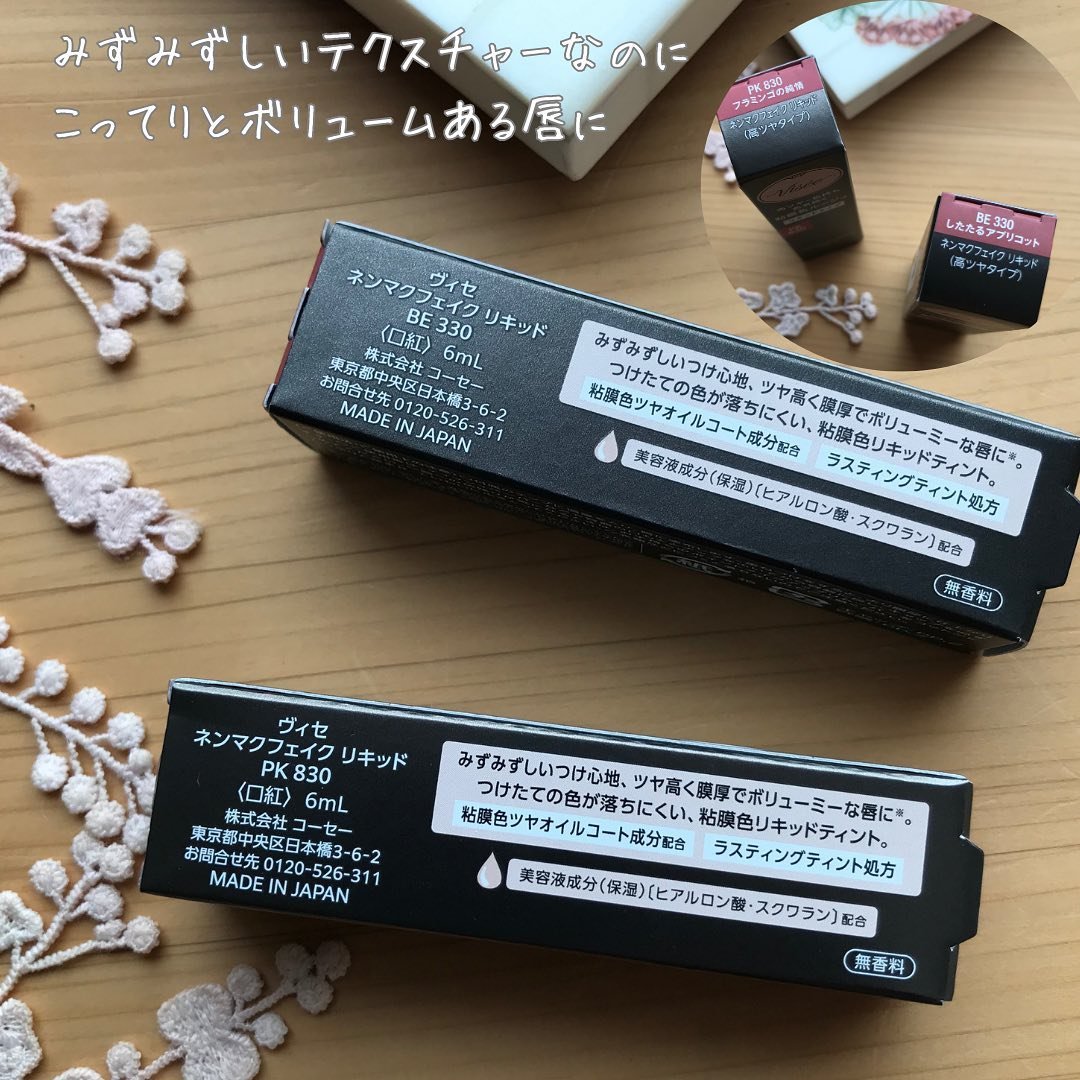 みずみずしいテクスチャーなのに
こってりとボリュームある唇に
PK 830
フラミンゴの純情
ネンマクフェイク リキッド
(高ツヤタイプ)
Visée
BE 330
したたるアプリコット
ネンマクフェイク リキッド
(高ツヤタイプ)
ヴィセ
ネンマクフェイク リキッド
BE 330
〈口紅〉 6mL
株式会社 コーセー
東京都中央区日本橋3-6-2
お問合せ先 0120-526-311
MADE IN JAPAN
みずみずしいつけ心地、ツヤ高く膜厚でボリューミーな唇に※。
つけたての色が落ちにくい、粘膜色リキッドティント。
粘膜色ツヤオイルコート成分配合 ラスティングティント処方
美容液成分(保湿)〔ヒアルロン酸・スクワラン〕配合
無香料
ヴィセ
ネンマクフェイク リキッド
PK 830
〈口紅〉 6mL
株式会社 コーセー
東京都中央区日本橋3-6-2
お問合せ先 0120-526-311
MADE IN JAPAN
みずみずしいつけ心地、ツヤ高く膜厚でボリューミーな唇に※。
つけたての色が落ちにくい、粘膜色リキッドティント。
粘膜色ツヤオイルコート成分配合 ラスティングティント処方
美容液成分(保湿)〔ヒアルロン酸・スクワラン〕配合
無香料